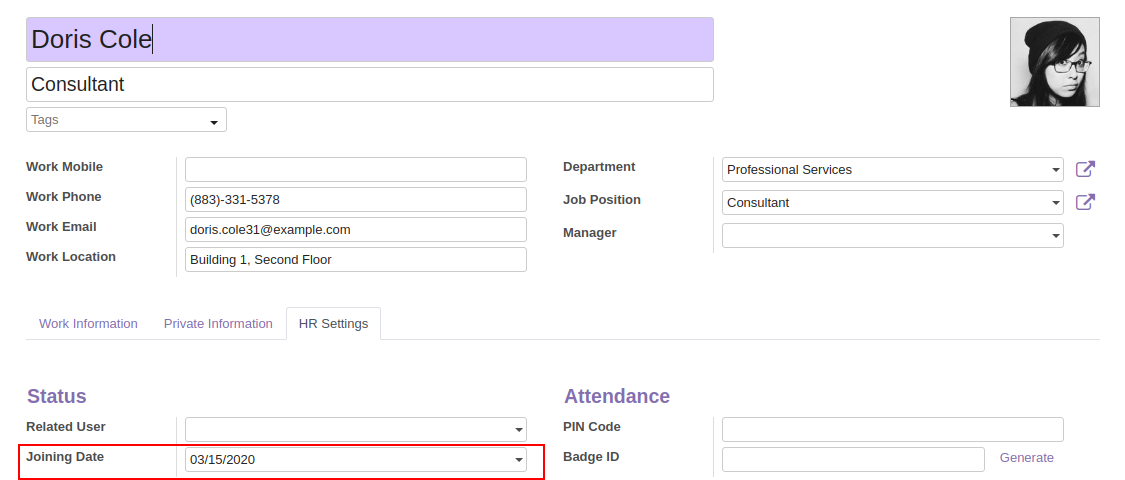 Doris Cole
Consultant
Tags
Work Mobile
Work Phone (883)-331-5378
Work Email doris.cole31@example.com
Work Location Building 1, Second Floor
Department Professional Services
Job Position Consultant
Manager
Work Information Private Information HR Settings
Status
Related User
Joining Date 03/15/2020
Attendance
PIN Code
Badge ID Generate